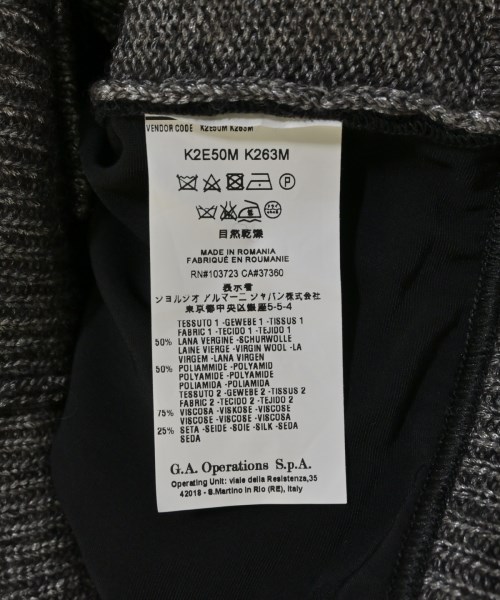 VENDOR CODE K2E50M K263M
K2E50M K263M
P
自然乾燥
MADE IN ROMANIA
FABRIQUÉ EN ROUMANIE
RN#103723 CA#37360
表示者
ジョルジオ アルマーニ ジャパン株式会社
東京都中央区銀座5-5-4
TESSUTO 1 -GEWEBE 1 -TISSUS 1
FABRIC 1 -TECIDO 1 -TEJIDO 1
50% LANA VERGINE -SCHURWOLLE
LAINE VIERGE -VIRGIN WOOL -LA
VIRGEM -LANA VIRGEN
50% POLIAMMIDE -POLYAMID
POLYAMIDE -POLYAMIDE
POLIAMIDA -POLIAMIDA
TESSUTO 2 -GEWEBE 2 -TISSUS 2
FABRIC 2 -TECIDO 2 -TEJIDO 2
75% VISCOSA -VISKOSE -VISCOSE
VISCOSE -VISCOSE -VISCOSA
25% SETA -SEIDE -SOIE -SILK -SEDA
SEDA
G.A. Operations S.p.A.
Operating Unit: viale della Resistenza,35
42018 - S.Martino in Rio (RE), Italy